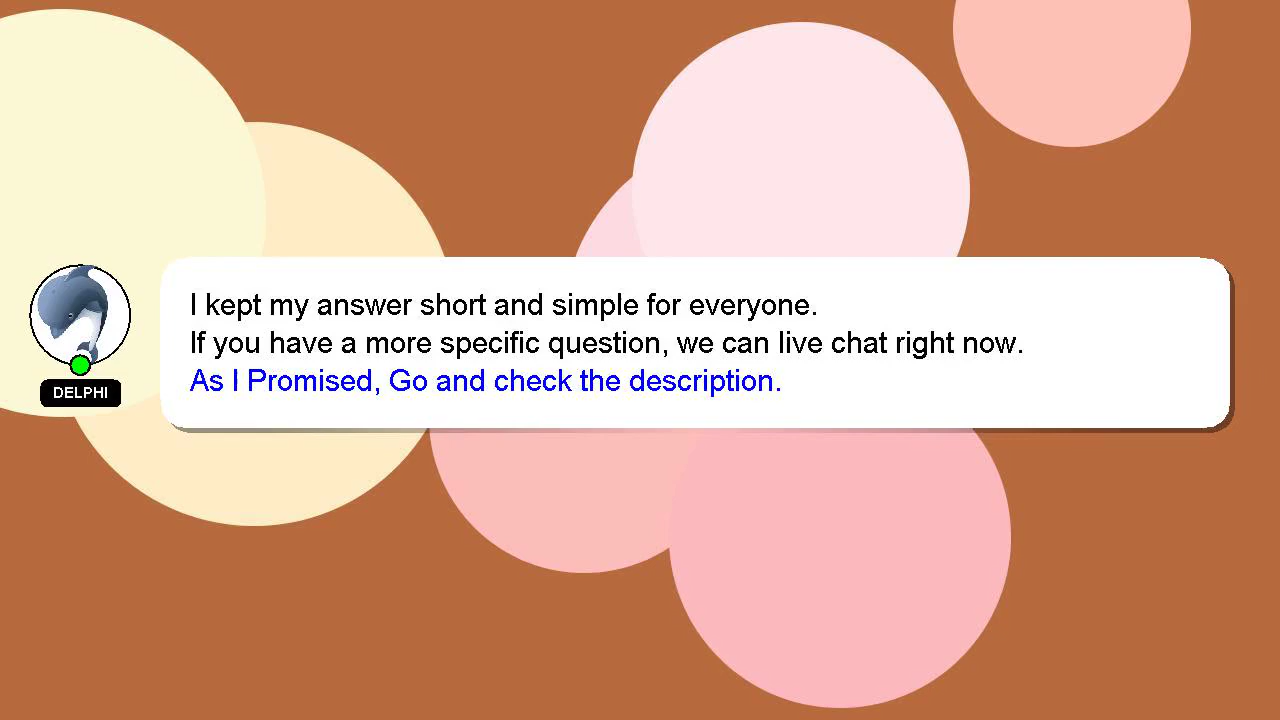 I kept my answer short and simple for everyone.
If you have a more specific question, we can live chat right now.
As I Promised, Go and check the description.
DELPHI